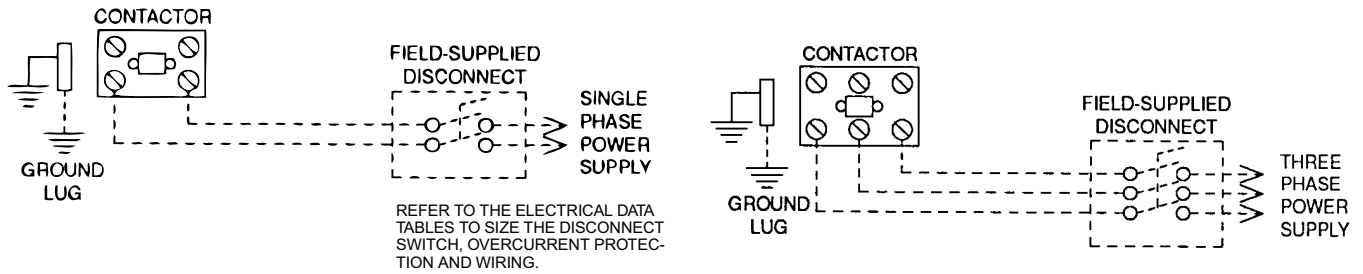 CONTACTOR
FIELD-SUPPLIED
DISCONNECT
SINGLE
PHASE
POWER
SUPPLY
GROUND
LUG
REFER TO THE ELECTRICAL DATA
TABLES TO SIZE THE DISCONNECT
SWITCH, OVERCURRENT PROTEC-
TION AND WIRING.
CONTACTOR
FIELD-SUPPLIED
DISCONNECT
THREE
PHASE
POWER
SUPPLY
GROUND
LUG